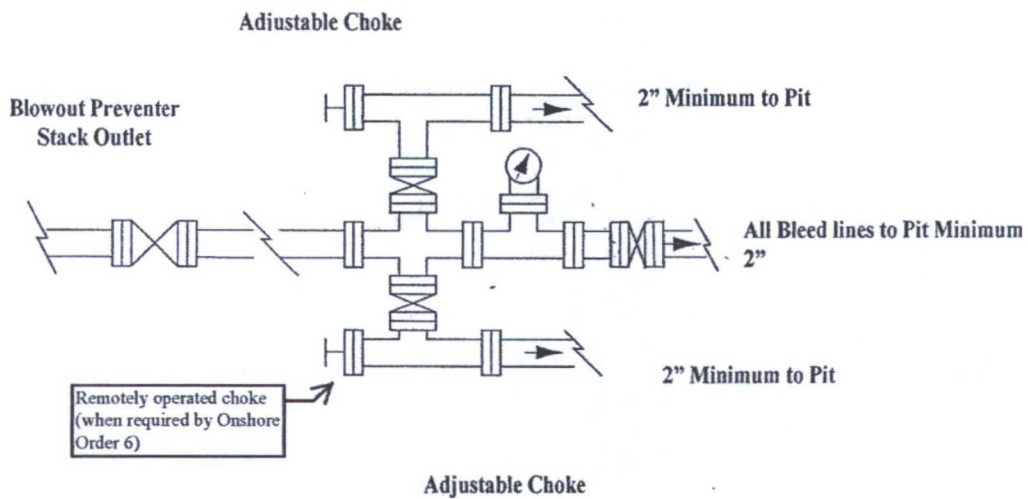 Adjustable Choke
2” Minimum to Pit
Blowout Preventer
Stack Outlet
All Bleed lines to Pit Minimum
2”
2” Minimum to Pit
Remotely operated choke
(when required by Onshore
Order 6)
Adjustable Choke